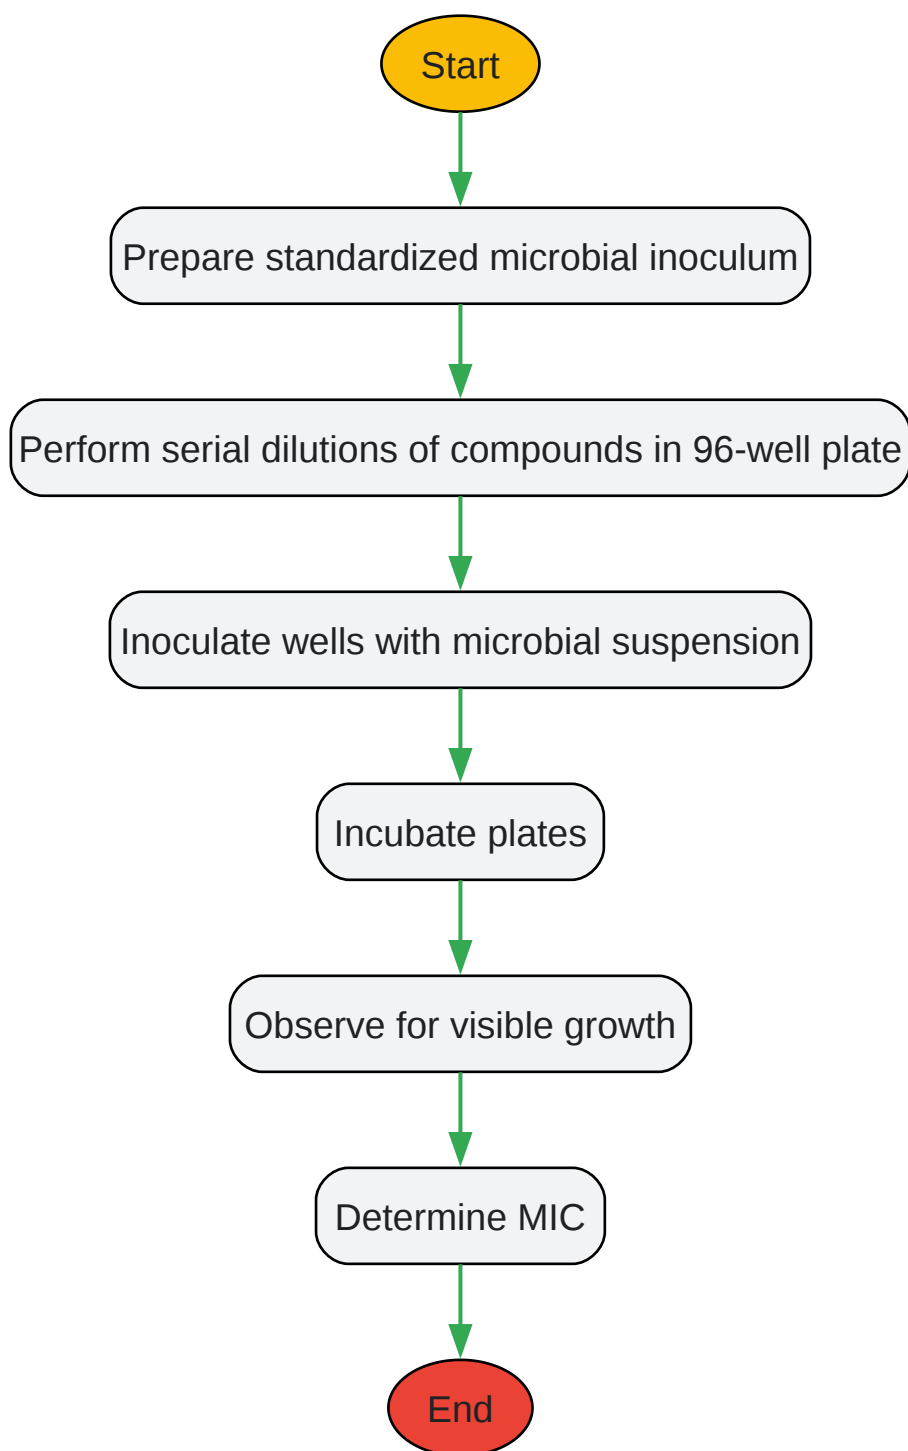 Start
Prepare standardized microbial inoculum
Perform serial dilutions of compounds in 96-well plate
Inoculate wells with microbial suspension
Incubate plates
Observe for visible growth
Determine MIC
End